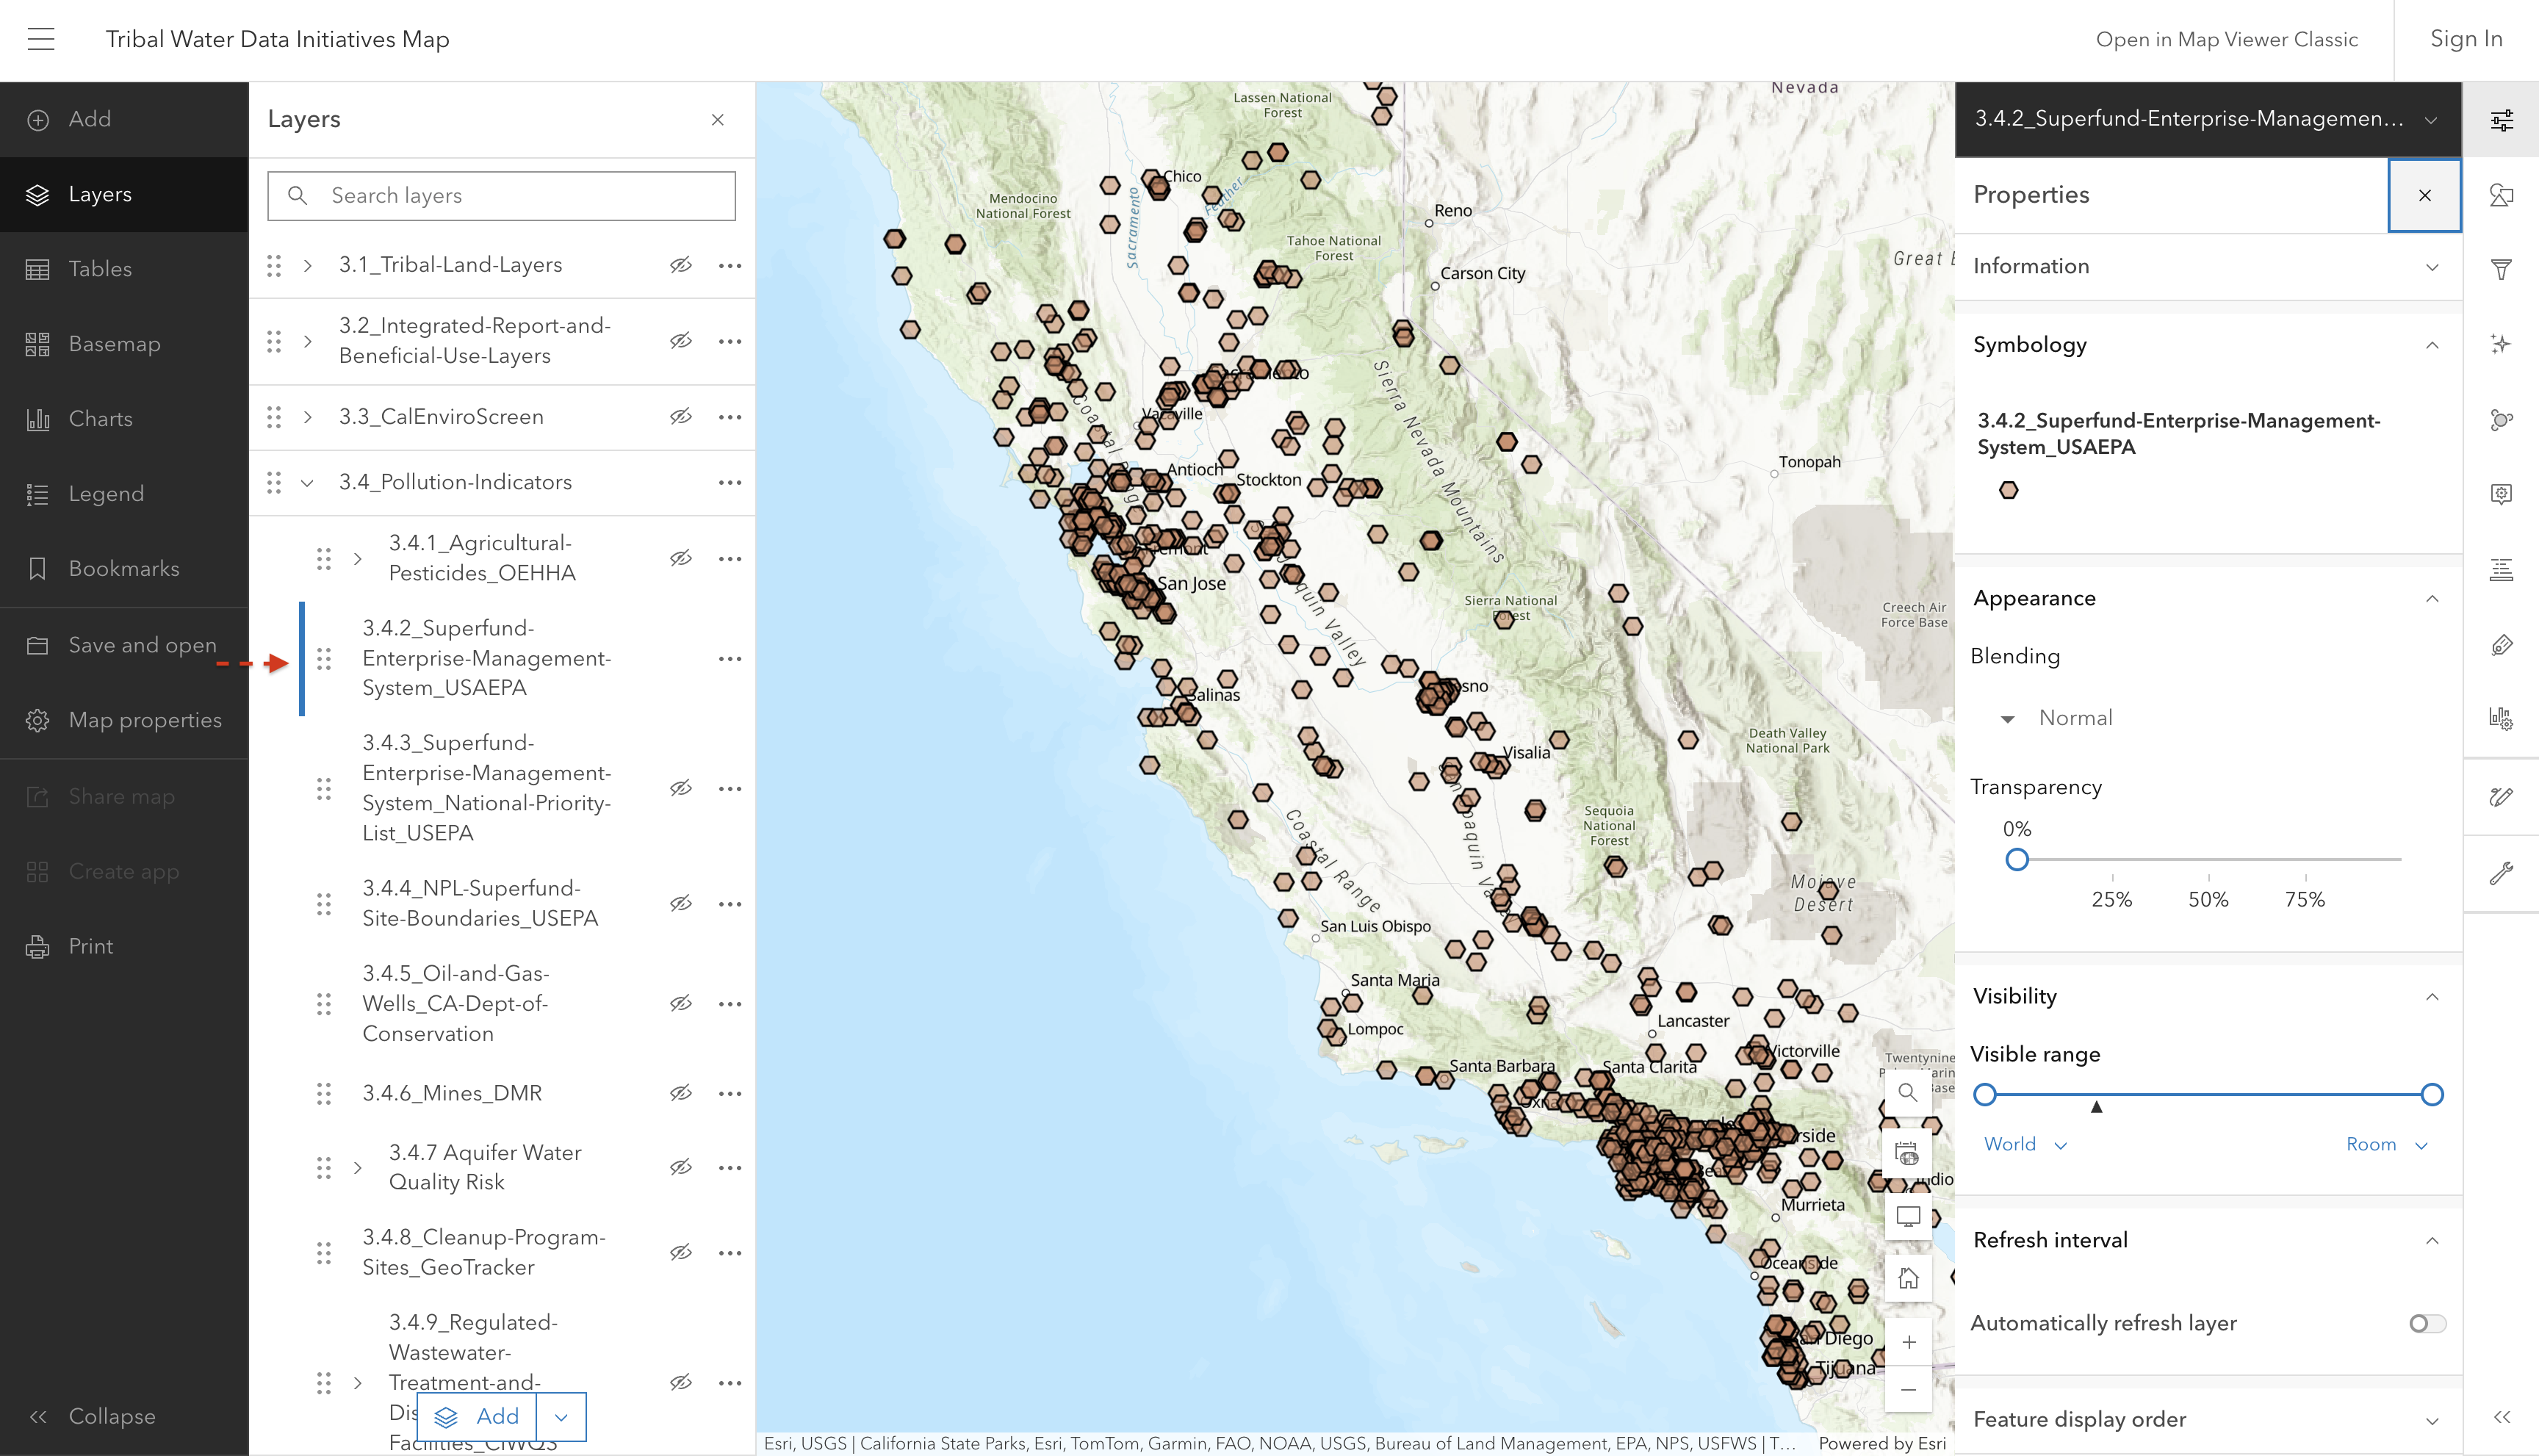 Tribal Water Data Initiatives Map
Open in Map Viewer Classic
Sign In
Add
Layers
Tables
Basemap
Charts
Legend
Bookmarks
Save and open
Map properties
Share map
Create app
Print
Collapse
Layers
Search layers
3.1_Tribal-Land-Layers
3.2_Integrated-Report-and-
Beneficial-Use-Layers
3.3_CalEnviroScreen
3.4_Pollution-Indicators
3.4.1_Agricultural-
Pesticides_OEHHA
3.4.2_Superfund-
Enterprise-Management-
System_USAEPA
3.4.3_Superfund-
Enterprise-Management-
System_National-Priority-
List_USEPA
3.4.4_NPL-Superfund-
Site-Boundaries_USEPA
3.4.5_Oil-and-Gas-
Wells_CA-Dept-of-
Conservation
3.4.6_Mines_DMR
3.4.7 Aquifer Water
Quality Risk
3.4.8_Cleanup-Program-
Sites_GeoTracker
3.4.9_Regulated-
Wastewater-
Treatment-and-
Dis
Facilities_CIWQS
Add
Nevada
Lassen National
Forest
Chico
Mendocino
National Forest
Sacramento
Feather
Reno
Tahoe National
Forest
Carson City
Great
Vacaville
Coastal
Antioch
Stockton
Tonopah
Sierra Nevada Mountains
San Jose
Sierra National
Forest
Creech Air
Force Base
quin Valley
Salinas
sno
Visalia
Death Valley
National Park
Sequoia
National
Forest
Coastal Range
Mojave
Desert
San Luis Obispo
Santa Maria
Lompoc
Lancaster
Santa Barbara
Santa Clarita
Victorville
Twentynine
Base
rside
Murrieta
Indio
Oceanside
San Diego
Tijuana
Esri, USGS | California State Parks, Esri, TomTom, Garmin, FAO, NOAA, USGS, Bureau of Land Management, EPA, NPS, USFWS | T...
Powered by Esri
3.4.2_Superfund-Enterprise-Managemen...
Properties
Information
Symbology
3.4.2_Superfund-Enterprise-Management-
System_USAEPA
Appearance
Blending
Normal
Transparency
0%
25% 50% 75%
Visibility
Visible range
World
Room
Refresh interval
Automatically refresh layer
Feature display order